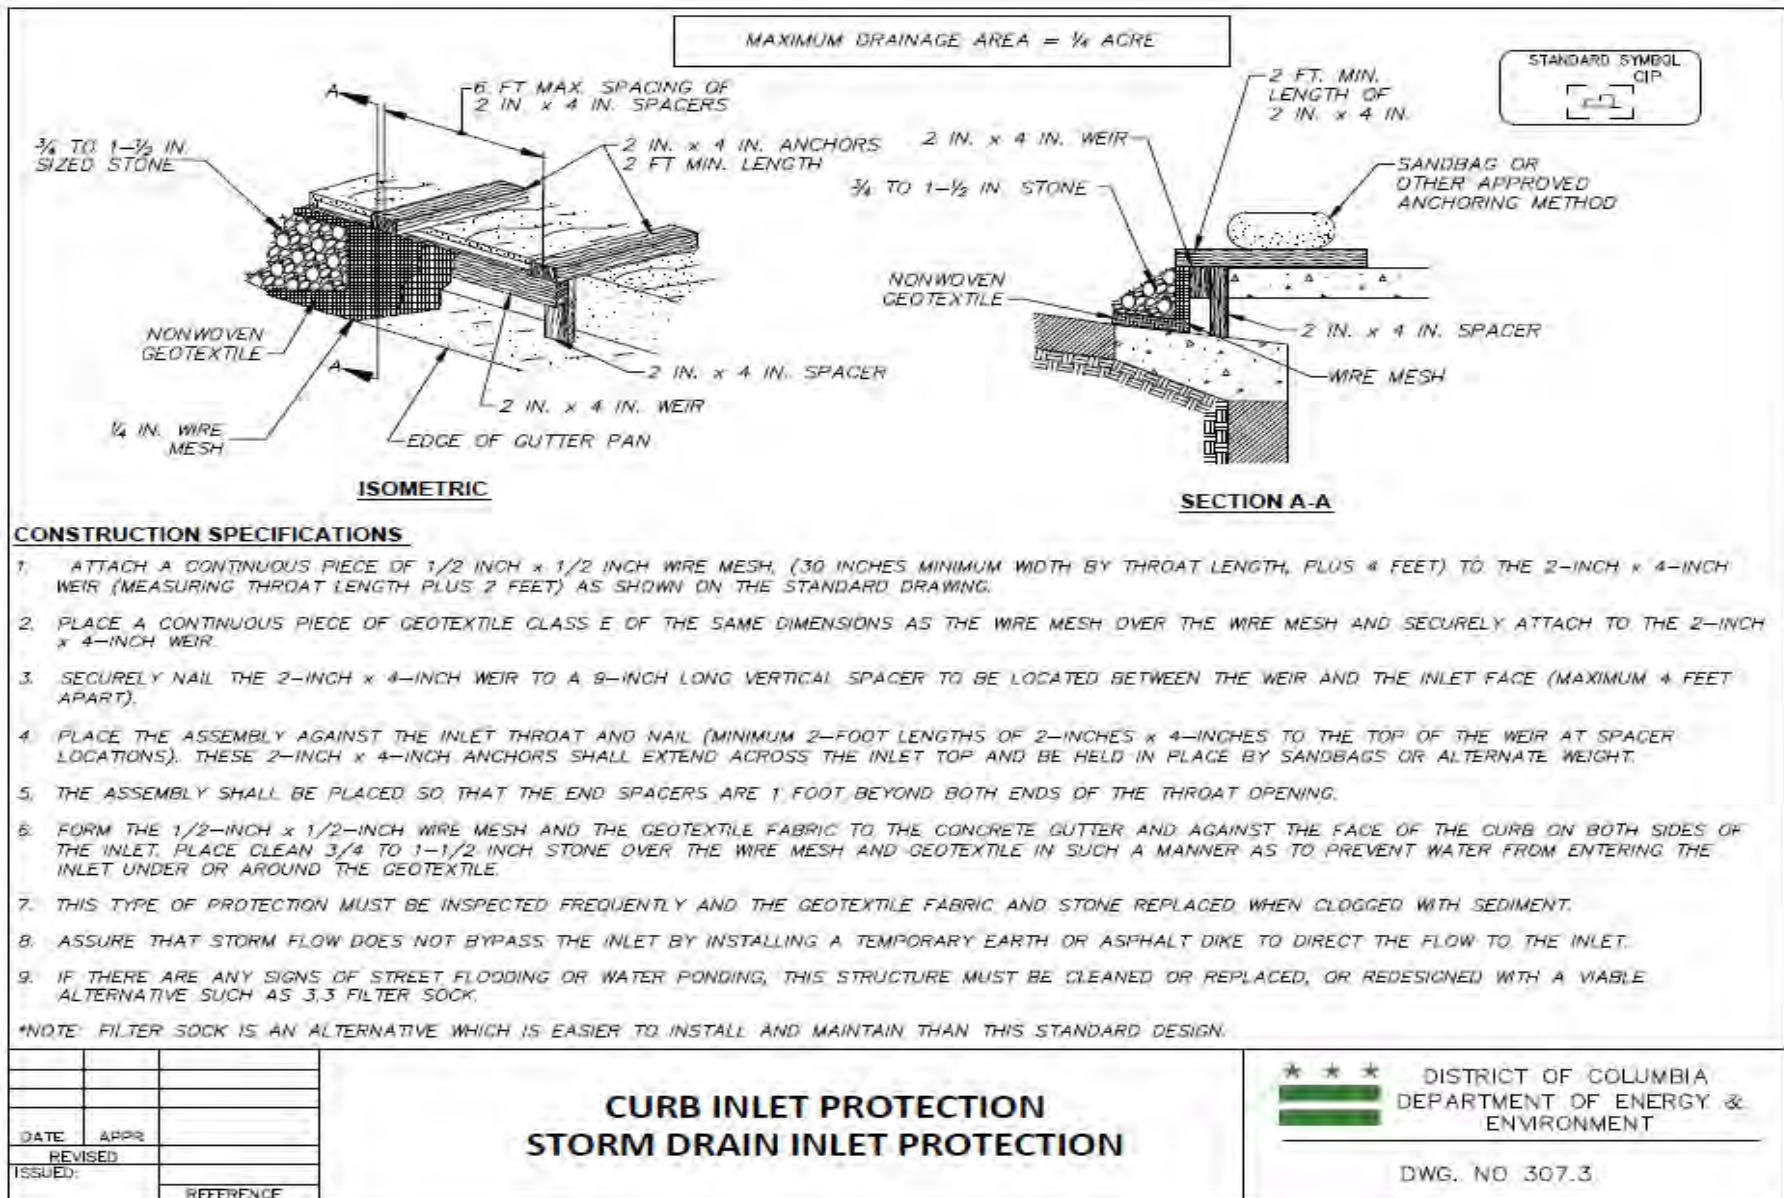 MAXIMUM DRAINAGE AREA = ¼ ACRE
STANDARD SYMBOL
CIP
A
6 FT MAX. SPACING OF
2 IN. x 4 IN. SPACERS
¾ TO 1-½ IN.
SIZED STONE
2 IN. x 4 IN. ANCHORS
2 FT MIN. LENGTH
NONWOVEN
GEOTEXTILE
A
2 IN. x 4 IN. SPACER
2 IN. x 4 IN. WEIR
¼ IN. WIRE
MESH
EDGE OF GUTTER PAN
ISOMETRIC
2 FT. MIN.
LENGTH OF
2 IN. x 4 IN.
2 IN. x 4 IN. WEIR
¾ TO 1-½ IN. STONE
SANDBAG OR
OTHER APPROVED
ANCHORING METHOD
NONWOVEN
GEOTEXTILE
2 IN. x 4 IN. SPACER
WIRE MESH
SECTION A-A
CONSTRUCTION SPECIFICATIONS
1. ATTACH A CONTINUOUS PIECE OF 1/2 INCH x 1/2 INCH WIRE MESH, (30 INCHES MINIMUM WIDTH BY THROAT LENGTH, PLUS 4 FEET) TO THE 2-INCH x 4-INCH
WEIR (MEASURING THROAT LENGTH PLUS 2 FEET) AS SHOWN ON THE STANDARD DRAWING.
2. PLACE A CONTINUOUS PIECE OF GEOTEXTILE CLASS E OF THE SAME DIMENSIONS AS THE WIRE MESH OVER THE WIRE MESH AND SECURELY ATTACH TO THE 2-INCH
x 4-INCH WEIR.
3. SECURELY NAIL THE 2-INCH x 4-INCH WEIR TO A 9-INCH LONG VERTICAL SPACER TO BE LOCATED BETWEEN THE WEIR AND THE INLET FACE (MAXIMUM 4 FEET
APART).
4. PLACE THE ASSEMBLY AGAINST THE INLET THROAT AND NAIL (MINIMUM 2-FOOT LENGTHS OF 2-INCHES x 4-INCHES TO THE TOP OF THE WEIR AT SPACER
LOCATIONS). THESE 2-INCH x 4-INCH ANCHORS SHALL EXTEND ACROSS THE INLET TOP AND BE HELD IN PLACE BY SANDBAGS OR ALTERNATE WEIGHT.
5. THE ASSEMBLY SHALL BE PLACED SO THAT THE END SPACERS ARE 1 FOOT BEYOND BOTH ENDS OF THE THROAT OPENING.
6. FORM THE 1/2-INCH x 1/2-INCH WIRE MESH AND THE GEOTEXTILE FABRIC TO THE CONCRETE GUTTER AND AGAINST THE FACE OF THE CURB ON BOTH SIDES OF
THE INLET. PLACE CLEAN 3/4 TO 1-1/2 INCH STONE OVER THE WIRE MESH AND GEOTEXTILE IN SUCH A MANNER AS TO PREVENT WATER FROM ENTERING THE
INLET UNDER OR AROUND THE GEOTEXTILE.
7. THIS TYPE OF PROTECTION MUST BE INSPECTED FREQUENTLY AND THE GEOTEXTILE FABRIC AND STONE REPLACED WHEN CLOGGED WITH SEDIMENT.
8. ASSURE THAT STORM FLOW DOES NOT BYPASS THE INLET BY INSTALLING A TEMPORARY EARTH OR ASPHALT DIKE TO DIRECT THE FLOW TO THE INLET.
9. IF THERE ARE ANY SIGNS OF STREET FLOODING OR WATER PONDING, THIS STRUCTURE MUST BE CLEANED OR REPLACED, OR REDESIGNED WITH A VIABLE
ALTERNATIVE SUCH AS 3.3 FILTER SOCK.
*NOTE: FILTER SOCK IS AN ALTERNATIVE WHICH IS EASIER TO INSTALL AND MAINTAIN THAN THIS STANDARD DESIGN.
DATE APPR
REVISED
ISSUED:
REFERENCE
CURB INLET PROTECTION
STORM DRAIN INLET PROTECTION
DISTRICT OF COLUMBIA
DEPARTMENT OF ENERGY &
ENVIRONMENT
DWG. NO 307.3